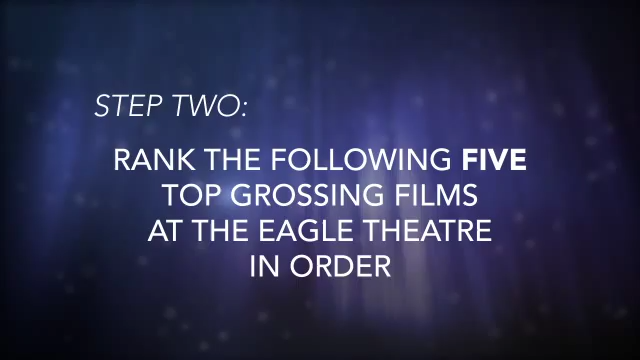 STEP TWO:
RANK THE FOLLOWING FIVE
TOP GROSSING FILMS
AT THE EAGLE THEATRE
IN ORDER